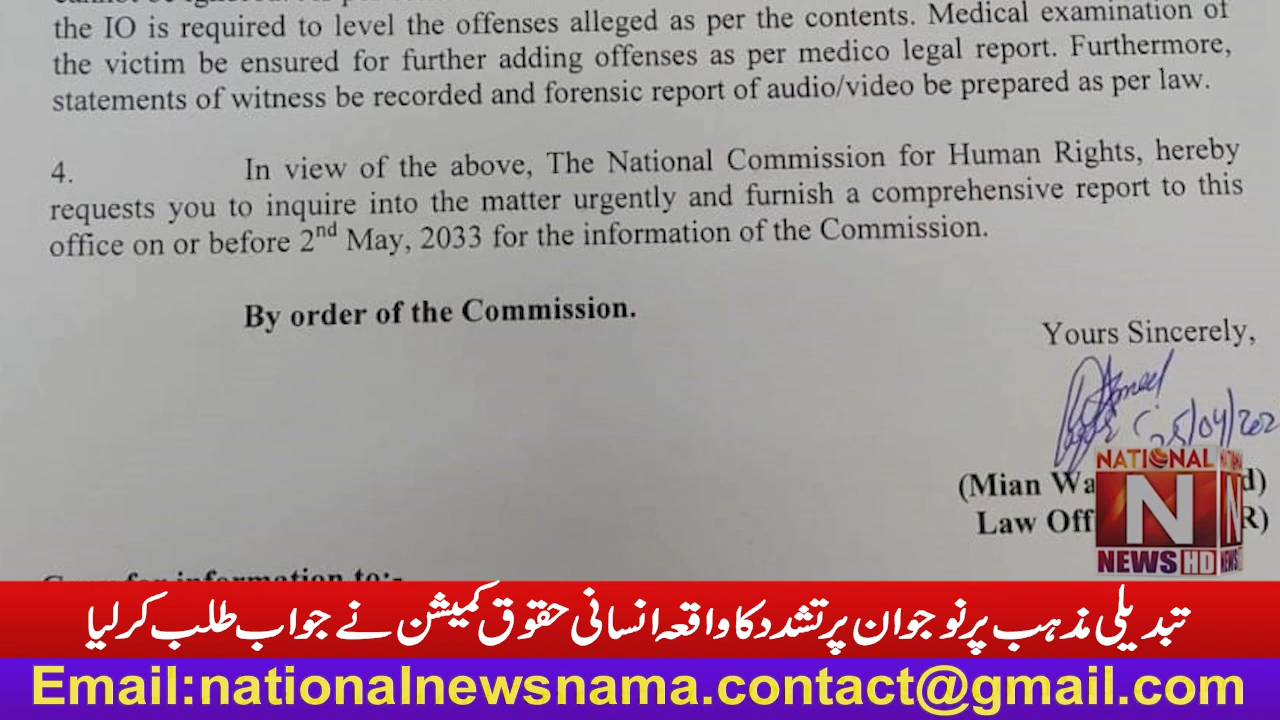 the IO is required to level the offenses alleged as per the contents. Medical examination of
the victim be ensured for further adding offenses as per medico legal report. Furthermore,
statements of witness be recorded and forensic report of audio/video be prepared as per law.
4. In view of the above, The National Commission for Human Rights, hereby
requests you to inquire into the matter urgently and furnish a comprehensive report to this
office on or before 2nd May, 2033 for the information of the Commission.
By order of the Commission.
Yours Sincerely,
(Mian
Law
NATIONAL
N
NEWS HD
تبدیلی مذہب پر نوجوان پر تشدد کا واقعہ انسانی حقوق کمیشن نے جواب طلب کرلیا
Email:nationalnewsnama.contact@gmail.com